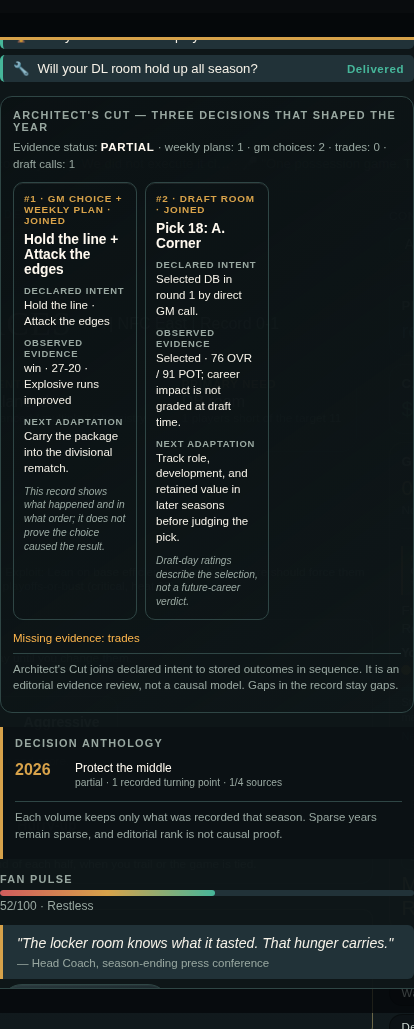 🔧 Will your DL room hold up all season? Delivered
ARCHITECT'S CUT — THREE DECISIONS THAT SHAPED THE
YEAR
Evidence status: PARTIAL · weekly plans: 1 · gm choices: 2 · trades: 0 ·
draft calls: 1
#1 · GM CHOICE +
WEEKLY PLAN ·
JOINED
Hold the line +
Attack the
edges
DECLARED INTENT
Hold the line ·
Attack the edges
OBSERVED
EVIDENCE
win · 27-20 ·
Explosive runs
improved
NEXT ADAPTATION
Carry the package
into the divisional
rematch.
This record shows
what happened and in
what order; it does not
prove the choice
caused the result.
#2 · DRAFT ROOM
· JOINED
Pick 18: A.
Corner
DECLARED INTENT
Selected DB in
round 1 by direct
GM call.
OBSERVED
EVIDENCE
Selected · 76 OVR
/ 91 POT; career
impact is not
graded at draft
time.
NEXT ADAPTATION
Track role,
development, and
retained value in
later seasons
before judging the
pick.
Draft-day ratings
describe the selection,
not a future-career
verdict.
Missing evidence: trades
Architect's Cut joins declared intent to stored outcomes in sequence. It is an
editorial evidence review, not a causal model. Gaps in the record stay gaps.
DECISION ANTHOLOGY
2026 Protect the middle
partial · 1 recorded turning point · 1/4 sources
Each volume keeps only what was recorded that season. Sparse years
remain sparse, and editorial rank is not causal proof.
FAN PULSE
52/100 · Restless
"The locker room knows what it tasted. That hunger carries."
— Head Coach, season-ending press conference